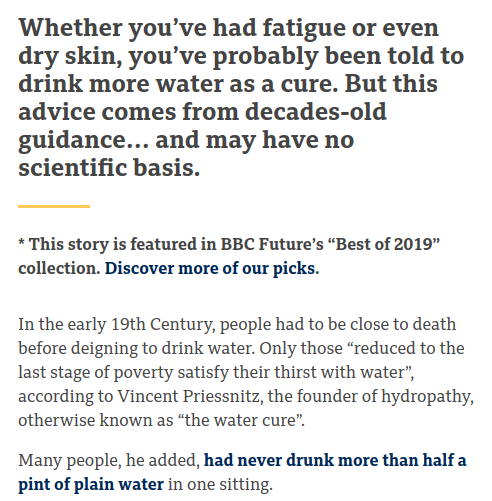 Whether you’ve had fatigue or even
dry skin, you’ve probably been told to
drink more water as a cure. But this
advice comes from decades-old
guidance… and may have no
scientific basis.
* This story is featured in BBC Future’s “Best of 2019”
collection. Discover more of our picks.
In the early 19th Century, people had to be close to death
before deigning to drink water. Only those “reduced to the
last stage of poverty satisfy their thirst with water”,
according to Vincent Priessnitz, the founder of hydropathy,
otherwise known as “the water cure”.
Many people, he added, had never drunk more than half a
pint of plain water in one sitting.